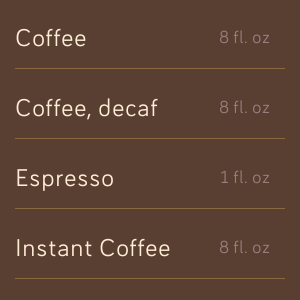 Coffee 8 fl. oz
Coffee, decaf 8 fl. oz
Espresso 1 fl. oz
Instant Coffee 8 fl. oz